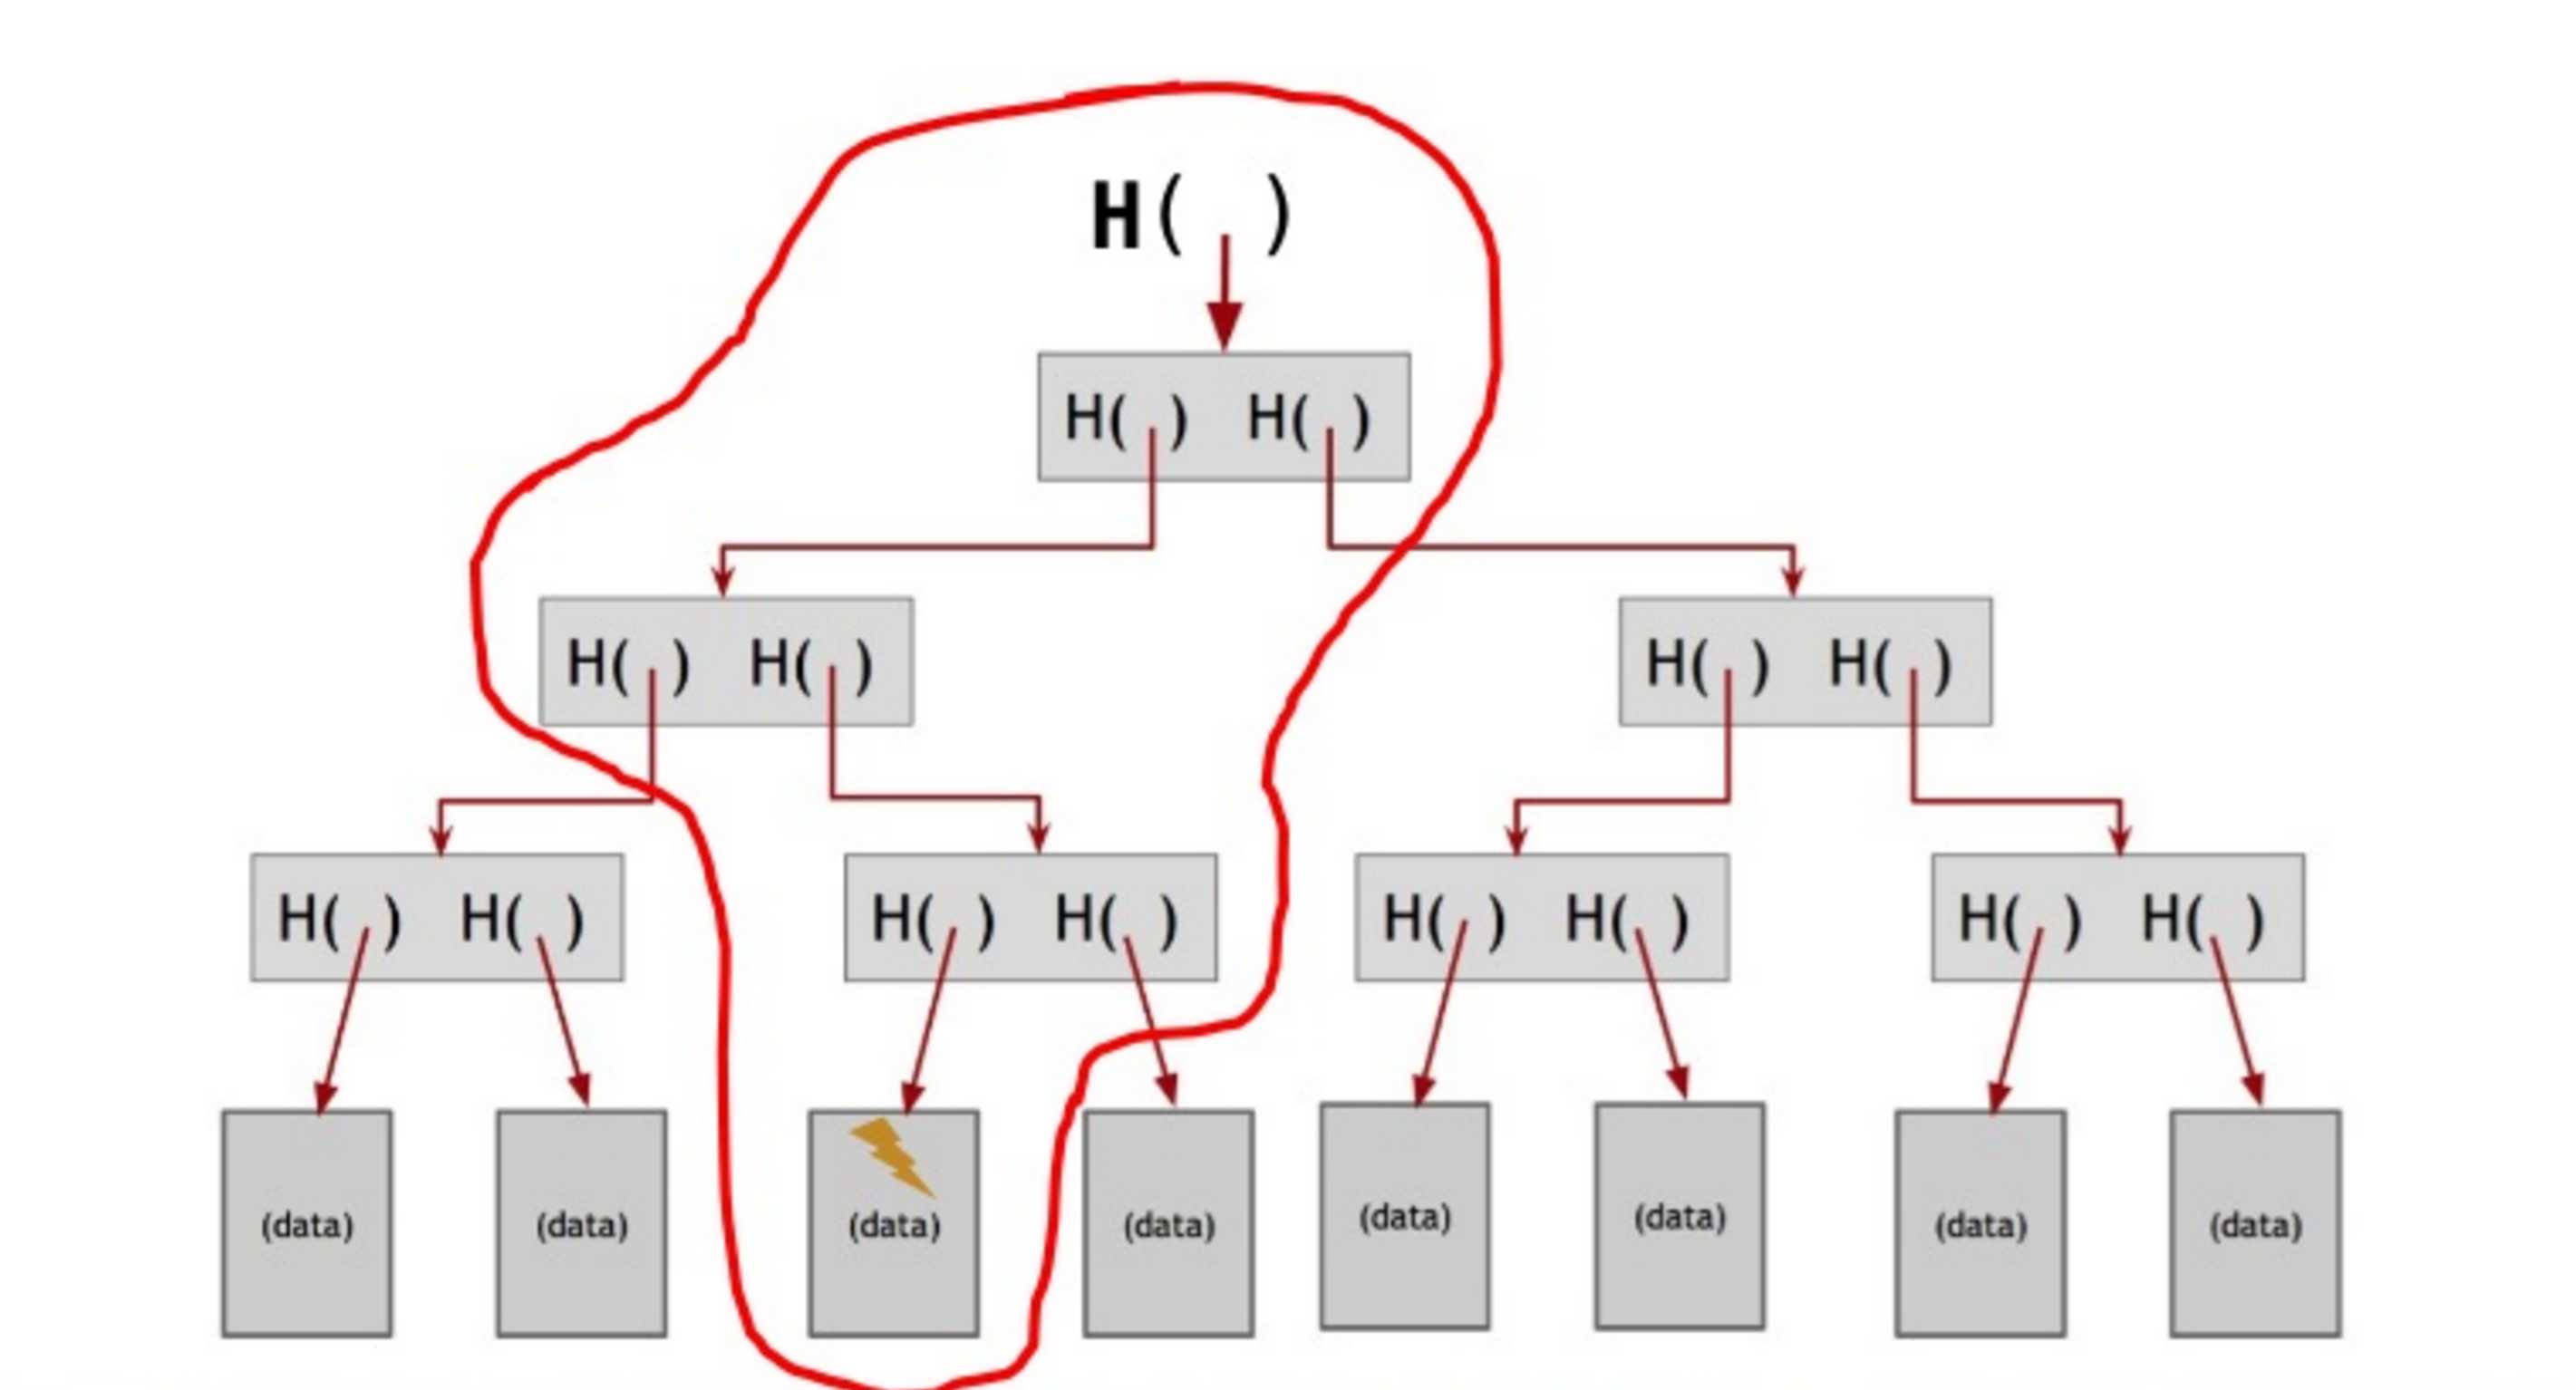 H( )
H( ) H( )
H( ) H( ) H( ) H( )
H( ) H( ) H( ) H( ) H( ) H( ) H( ) H( )
(data) (data) (data) (data) (data) (data) (data) (data)